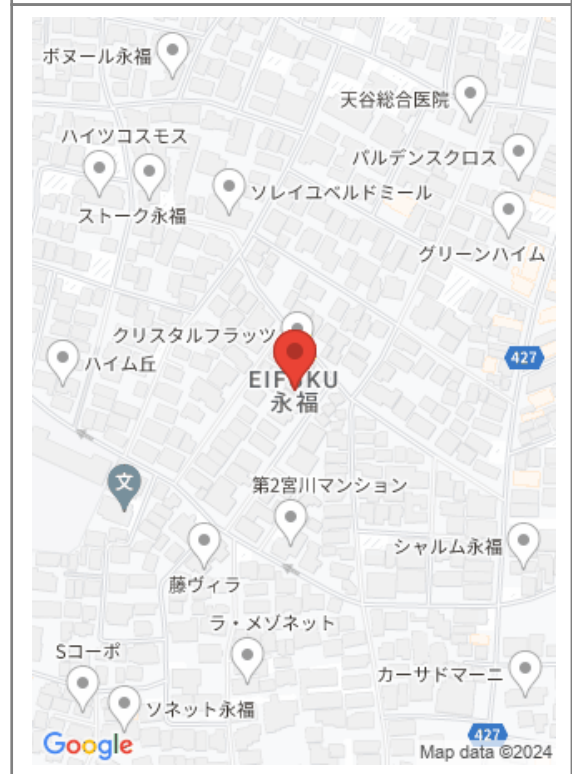 ボヌール永福
天谷総合医院
ハイツコスモス
パルデンスクロス
ソレイユベルドミール
ストーク永福
グリーンハイム
クリスタルフラッツ
427
ハイム丘
EIFUKU
永福
文
第2宮川マンション
シャルム永福
藤ヴィラ
ラ・メゾネット
Sコーポ
カーサドマーニ
ソネット永福
427
Google
Map data ©2024